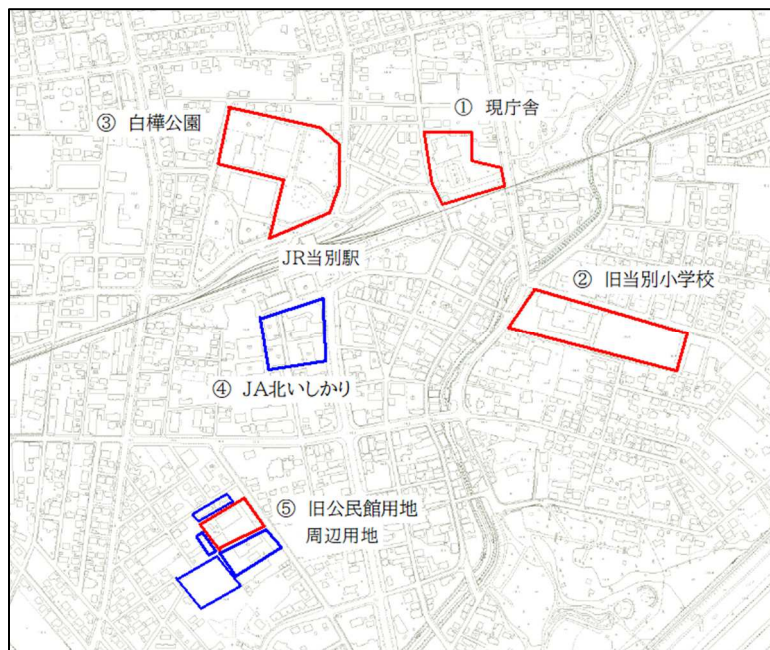 ① 現庁舎
③ 白樺公園
JR当別駅
② 旧当別小学校
④ JA北いしかり
⑤ 旧公民館用地
周辺用地